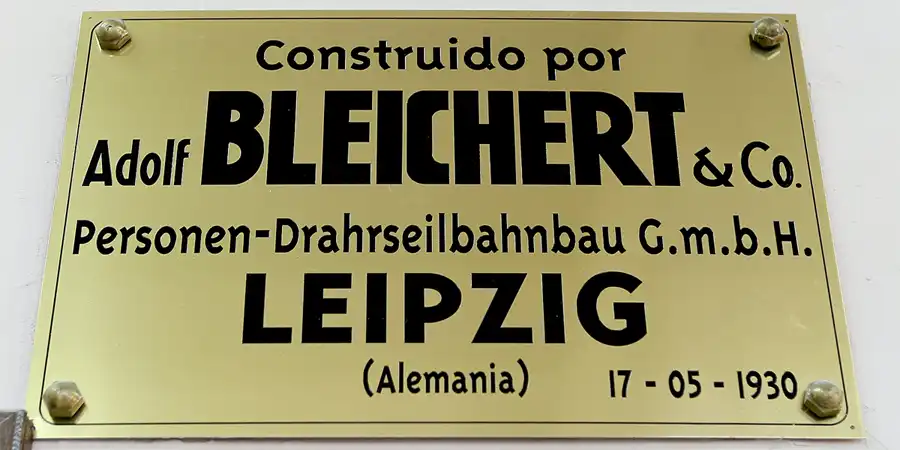 Construido por
Adolf BLEICHERT & Co.
Personen-Drahrseilbahnbau G.m.b.H.
LEIPZIG
(Alemania) 17 - 05 - 1930